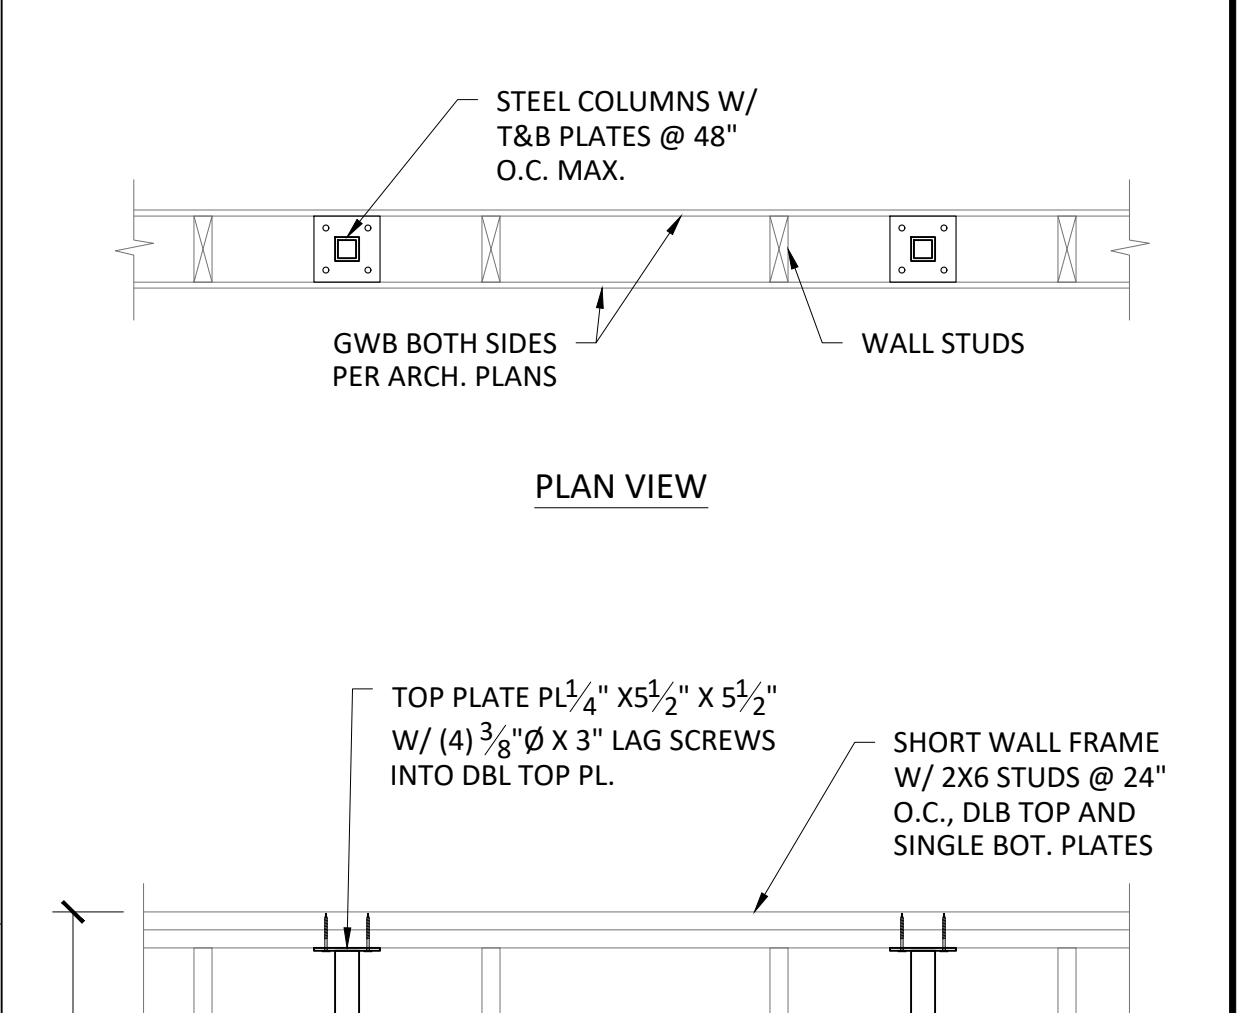 STEEL COLUMNS W/
T&B PLATES @ 48"
O.C. MAX.
GWB BOTH SIDES
PER ARCH. PLANS
WALL STUDS
PLAN VIEW
TOP PLATE PL1/4" X51/2" X 51/2"
W/ (4) 3/8"Ø X 3" LAG SCREWS
INTO DBL TOP PL.
SHORT WALL FRAME
W/ 2X6 STUDS @ 24"
O.C., DLB TOP AND
SINGLE BOT. PLATES